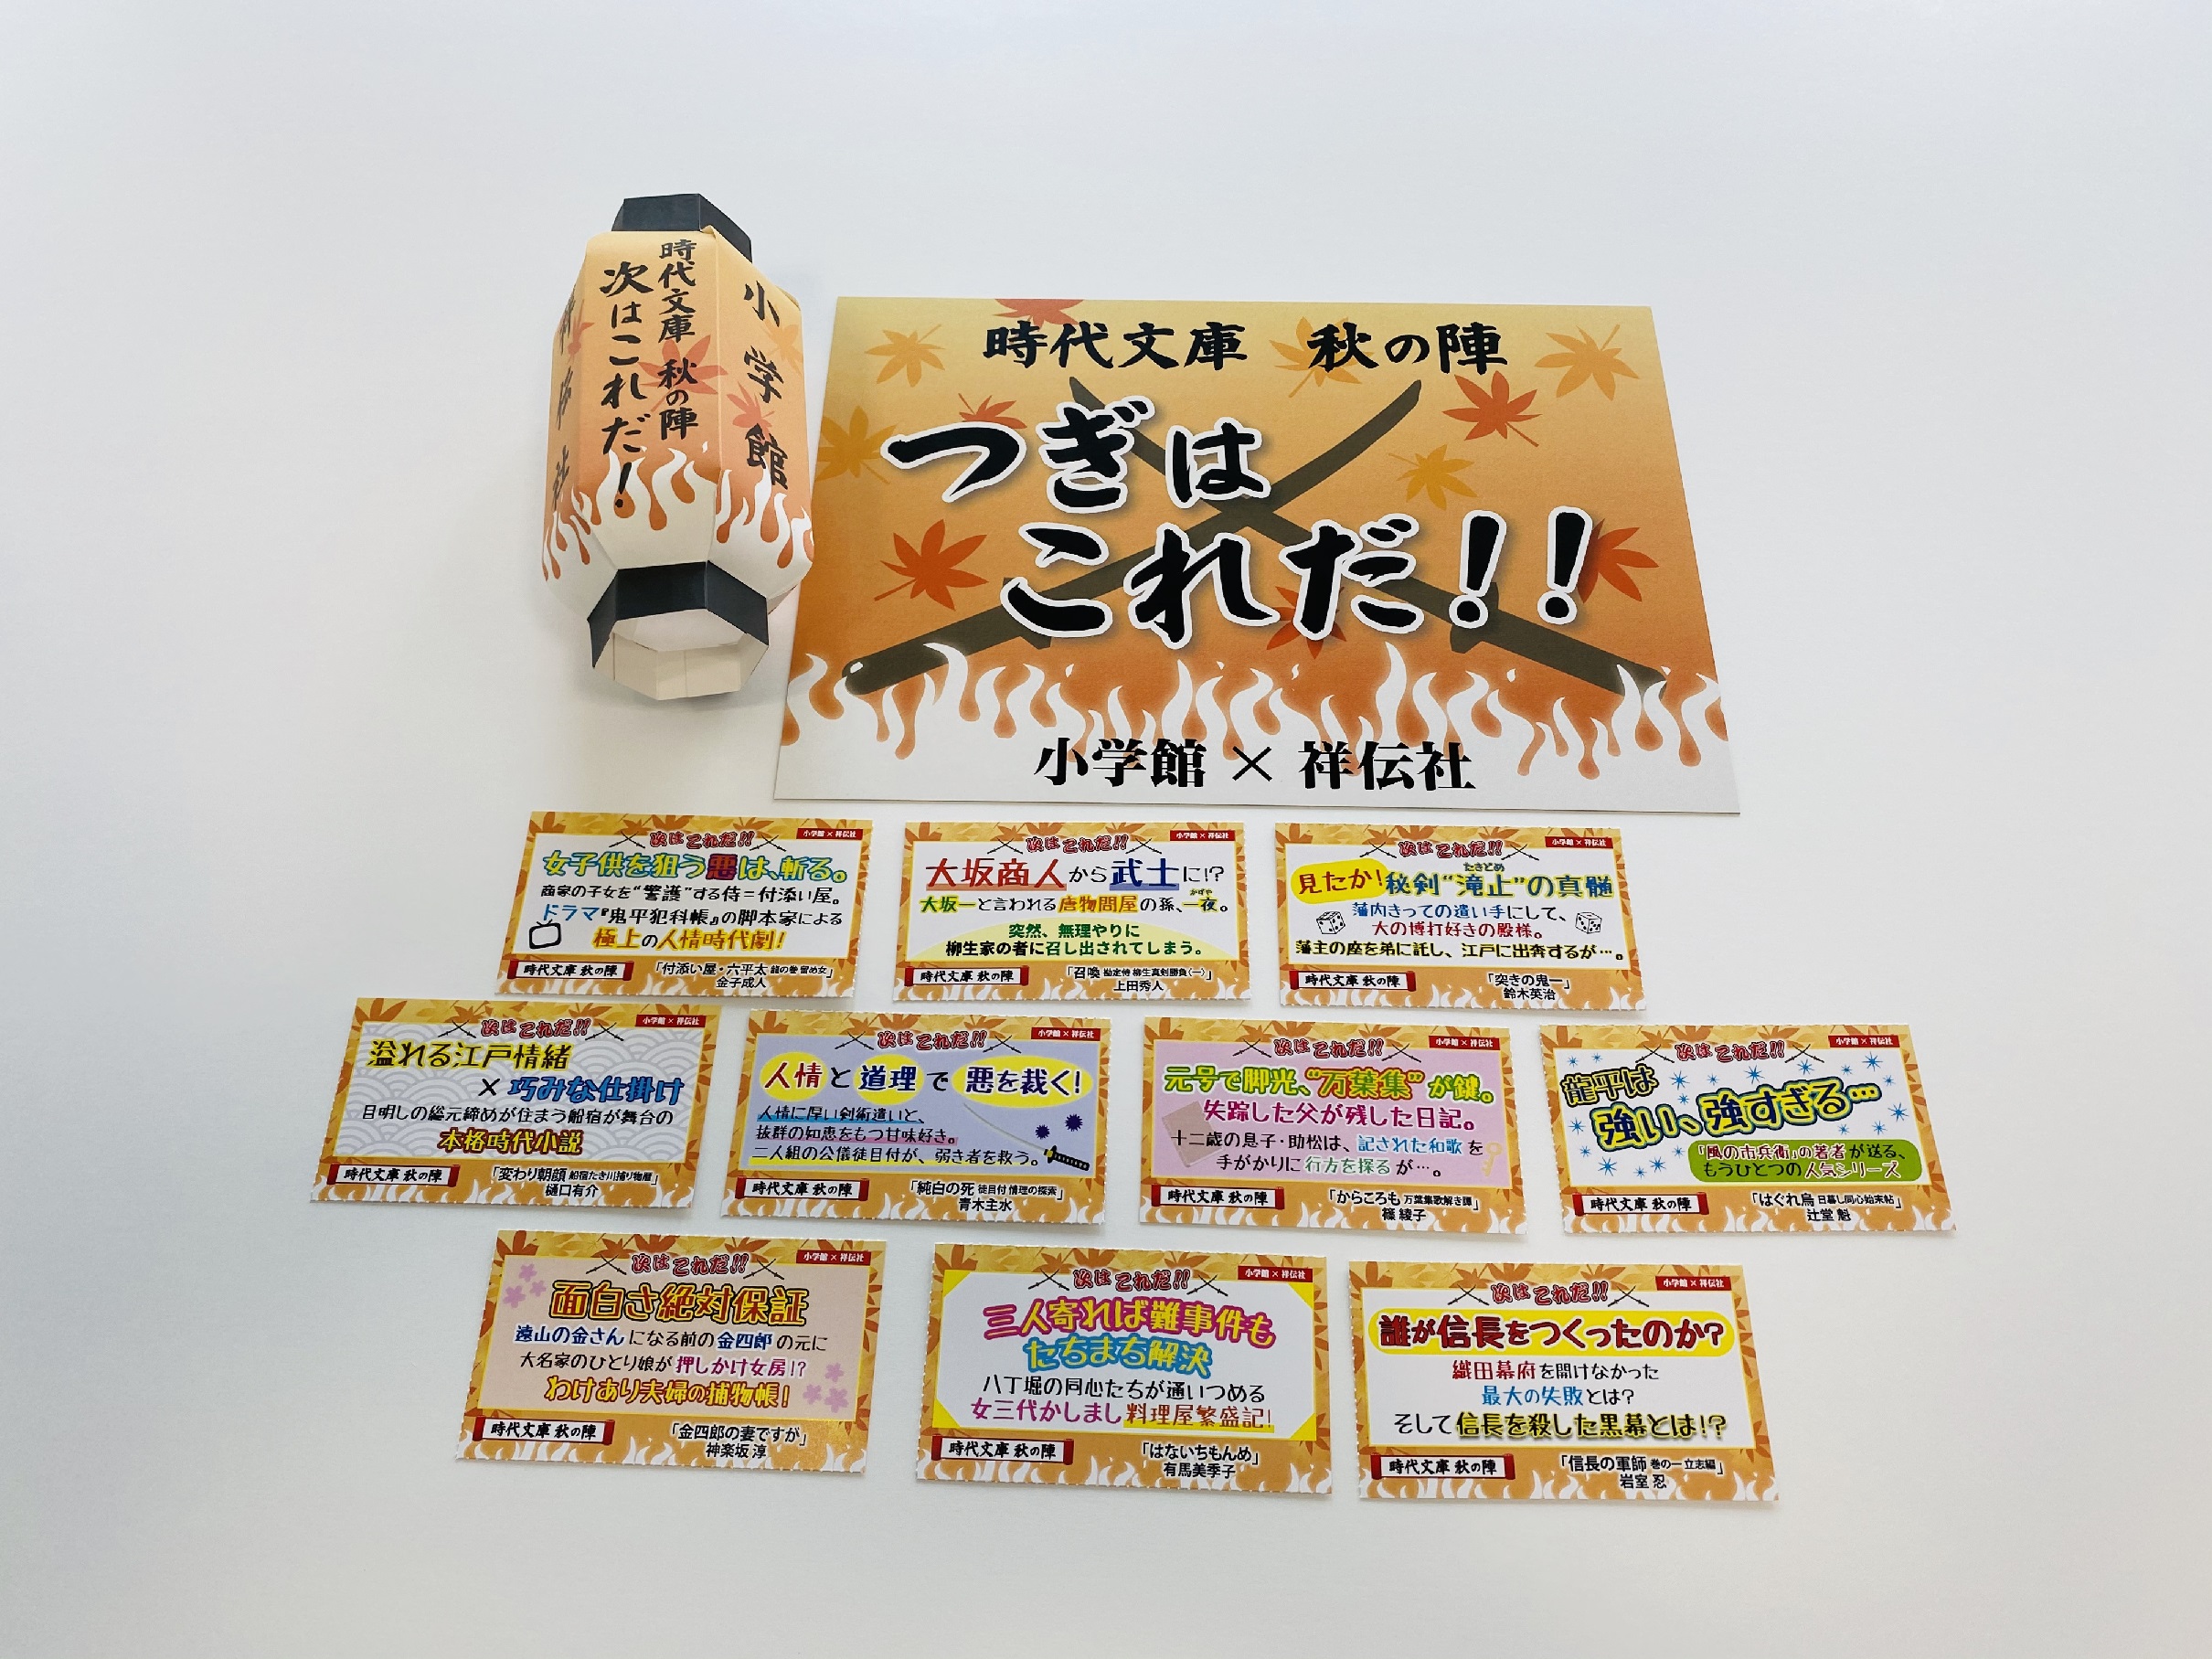 時代文庫 秋の陣
次はこれだ!
小学館
時代文庫 秋の陣
つぎは
これだ!!
小学館×祥伝社
次はこれだ!!
小学館×祥伝社
女子供を狙う悪は、斬る。
商家の子女を“警護”する侍=付添い屋。
ドラマ『鬼平犯科帳』の脚本家による
極上の人情時代劇!
時代文庫 秋の陣
「付添い屋・六平太 龍の巻 留め女」
金子成人
次はこれだ!!
小学館×祥伝社
大坂商人から武士に!?
かずや
大坂一と言われる唐物問屋の孫、一夜。
突然、無理やりに
柳生家の者に召し出されてしまう。
時代文庫 秋の陣
「召喚 勘定侍 柳生真剣勝負〈一〉」
上田秀人
次はこれだ!!
小学館×祥伝社
たきどめ
見たか!秘剣“滝止”の真髄
藩内きっての遣い手にして、
大の博打好きの殿様。
藩主の座を弟に託し、江戸に出奔するが…。
時代文庫 秋の陣
「突きの鬼一」
鈴木英治
次はこれだ!!
小学館×祥伝社
溢れる江戸情緒
×巧みな仕掛け
目明しの総元締めが住まう船宿が舞台の
本格時代小説
時代文庫 秋の陣
「変わり朝顔 船宿たき川捕り物暦」
樋口有介
次はこれだ!!
小学館×祥伝社
人情と道理で悪を裁く!
人情に厚い剣術遣いと、
抜群の知恵をもつ甘味好き。
二人組の公儀徒目付が、弱き者を救う。
時代文庫 秋の陣
「純白の死 徒目付 情理の探索」
青木主水
次はこれだ!!
小学館×祥伝社
元号で脚光、“万葉集”が鍵。
失踪した父が残した日記。
十二歳の息子・助松は、記された和歌を
手がかりに行方を探るが…。
時代文庫 秋の陣
「からころも 万葉集歌解き譚」
篠 綾子
次はこれだ!!
小学館×祥伝社
龍平は
強い、強すぎる…
「風の市兵衛」の著者が送る、
もうひとつの人気シリーズ
時代文庫 秋の陣
「はぐれ烏 日暮し同心始末帖」
辻堂 魁
次はこれだ!!
小学館×祥伝社
面白さ絶対保証
遠山の金さんになる前の金四郎の元に
大名家のひとり娘が押しかけ女房!?
わけあり夫婦の捕物帳!
時代文庫 秋の陣
「金四郎の妻ですが」
神楽坂 淳
次はこれだ!!
小学館×祥伝社
三人寄れば難事件も
たちまち解決
八丁堀の同心たちが通いつめる
女三代かしまし料理屋繁盛記!
時代文庫 秋の陣
「はないちもんめ」
有馬美季子
次はこれだ!!
小学館×祥伝社
誰が信長をつくったのか?
織田幕府を開けなかった
最大の失敗とは?
そして信長を殺した黒幕とは!?
時代文庫 秋の陣
「信長の軍師 巻の一 立志編」
岩室 忍